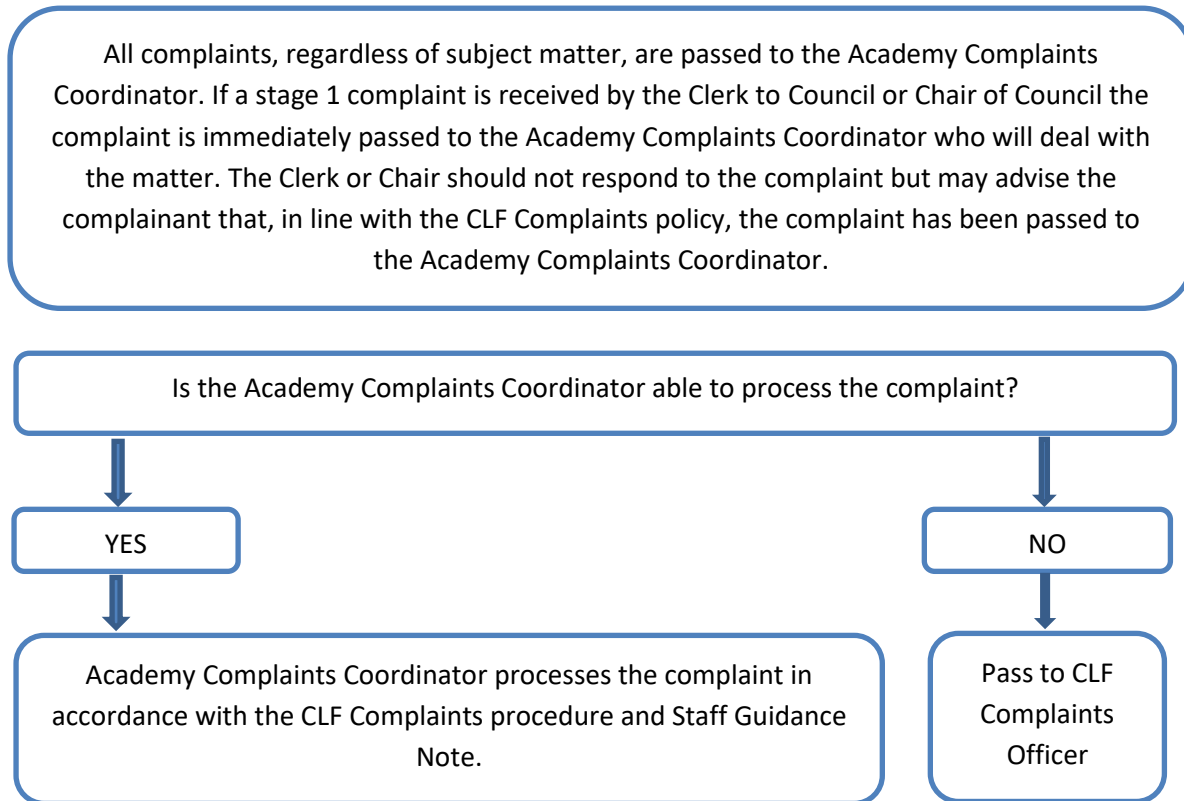 All complaints, regardless of subject matter, are passed to the Academy Complaints
Coordinator. If a stage 1 complaint is received by the Clerk to Council or Chair of Council the
complaint is immediately passed to the Academy Complaints Coordinator who will deal with
the matter. The Clerk or Chair should not respond to the complaint but may advise the
complainant that, in line with the CLF Complaints policy, the complaint has been passed to
the Academy Complaints Coordinator.
Is the Academy Complaints Coordinator able to process the complaint?
YES
NO
Academy Complaints Coordinator processes the complaint in
accordance with the CLF Complaints procedure and Staff Guidance
Note.
Pass to CLF
Complaints
Officer